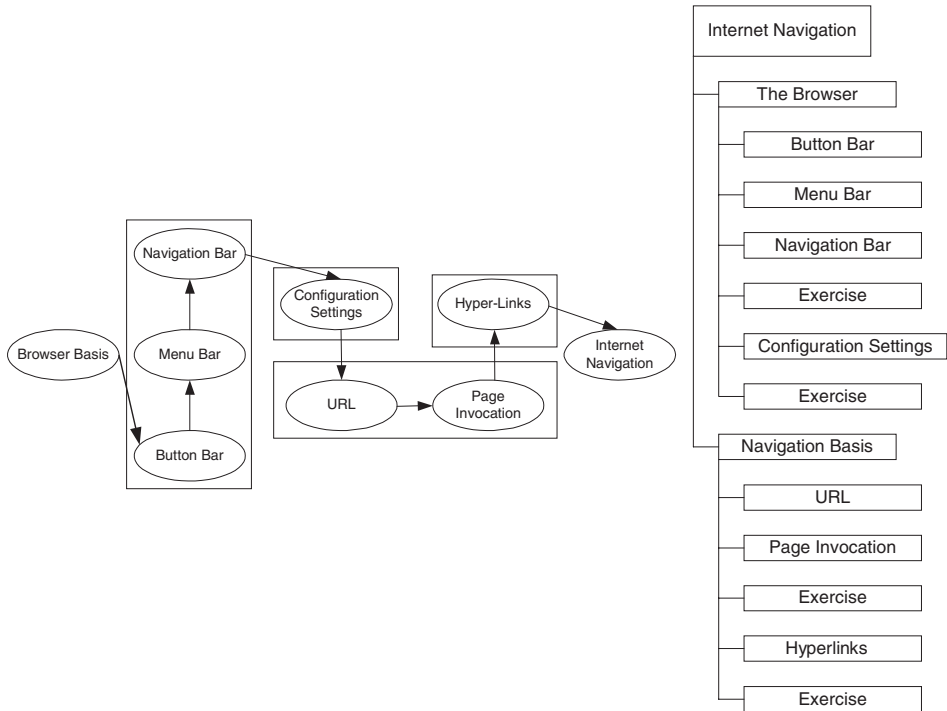 Navigation Bar
Browser Basis
Menu Bar
Button Bar
Configuration
Settings
URL
Page
Invocation
Hyper-Links
Internet
Navigation
Internet Navigation
The Browser
Button Bar
Menu Bar
Navigation Bar
Exercise
Configuration Settings
Exercise
Navigation Basis
URL
Page Invocation
Exercise
Hyperlinks
Exercise